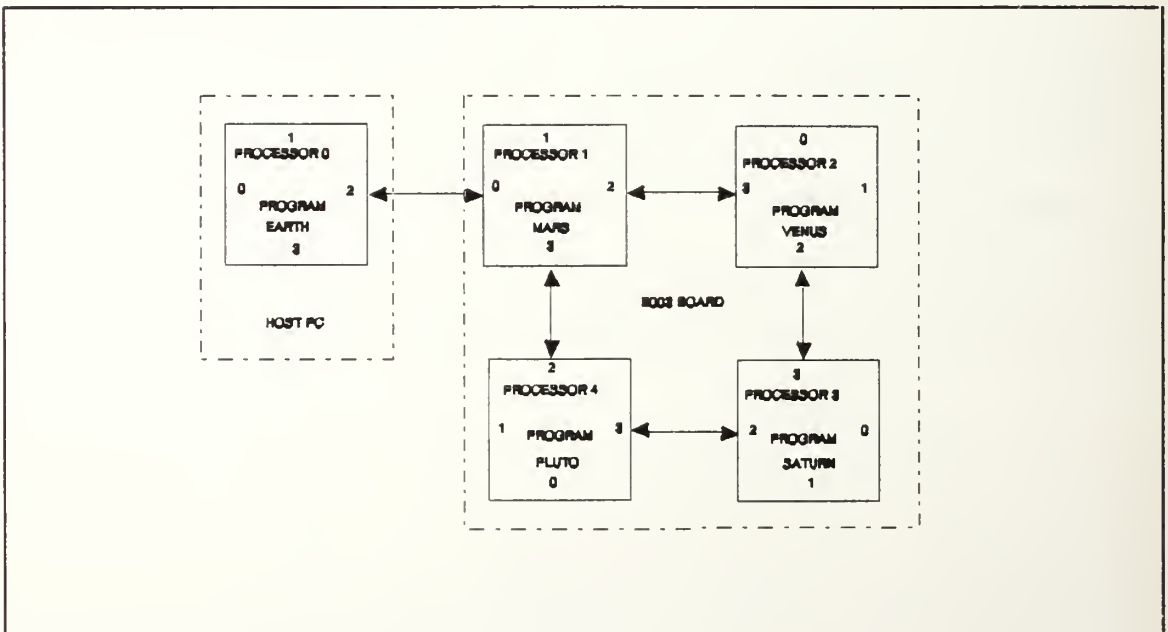 1
PROCESSOR 0
0 2
PROGRAM
EARTH
3
HOST PC
1
PROCESSOR 1
0 2
PROGRAM
MARS
3
0
PROCESSOR 2
3 1
PROGRAM
VENUS
2
BOARD
2
PROCESSOR 4
1 PROGRAM 3
PLUTO
0
3
PROCESSOR 3
2 PROGRAM 0
SATURN
1